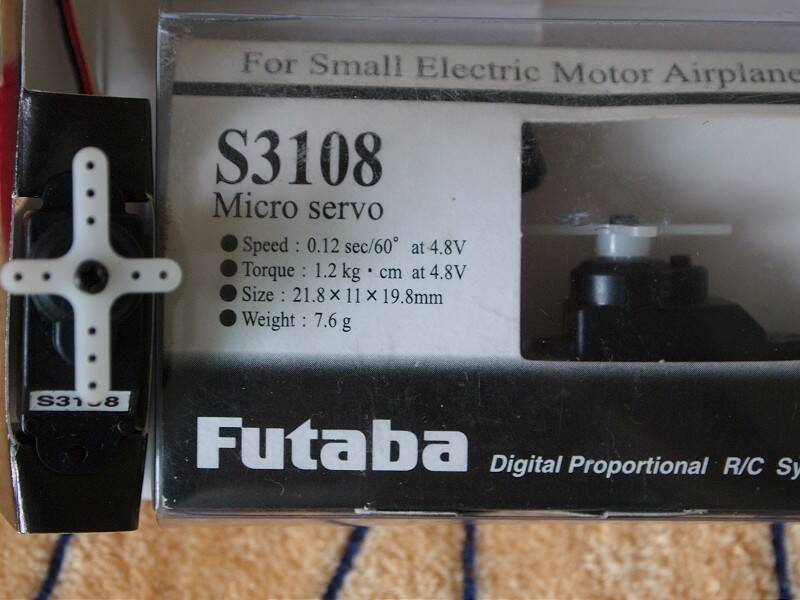 For Small Electric Motor Airplane
S3108
Micro servo
● Speed : 0.12 sec/60° at 4.8V
● Torque : 1.2 kg・cm at 4.8V
● Size : 21.8×11×19.8mm
● Weight : 7.6 g
S3108
Futaba
Digital Proportional R/C Sy